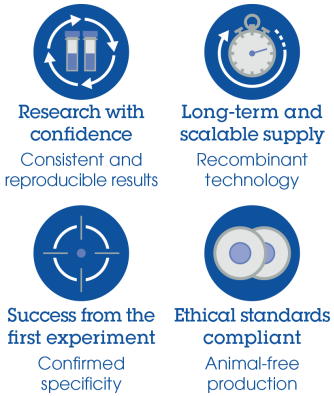 Research with
confidence
Consistent and
reproducible results
Long-term and
scalable supply
Recombinant
technology
Success from the
first experiment
Confirmed
specificity
Ethical standards
compliant
Animal-free
production